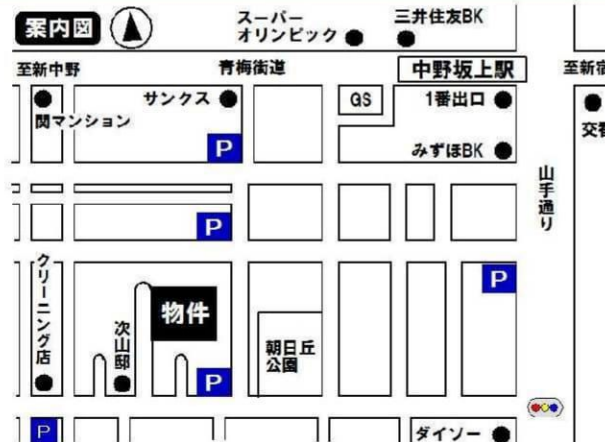 案内図
スーパー
オリンピック
三井住友BK
至新中野
青梅街道
中野坂上駅
至新宿
関マンション
サンクス
GS
1番出口
交番
P
みずほBK
山手通り
P
クリーニング店
次山邸
物件
朝日丘
公園
P
P
P
ダイソー